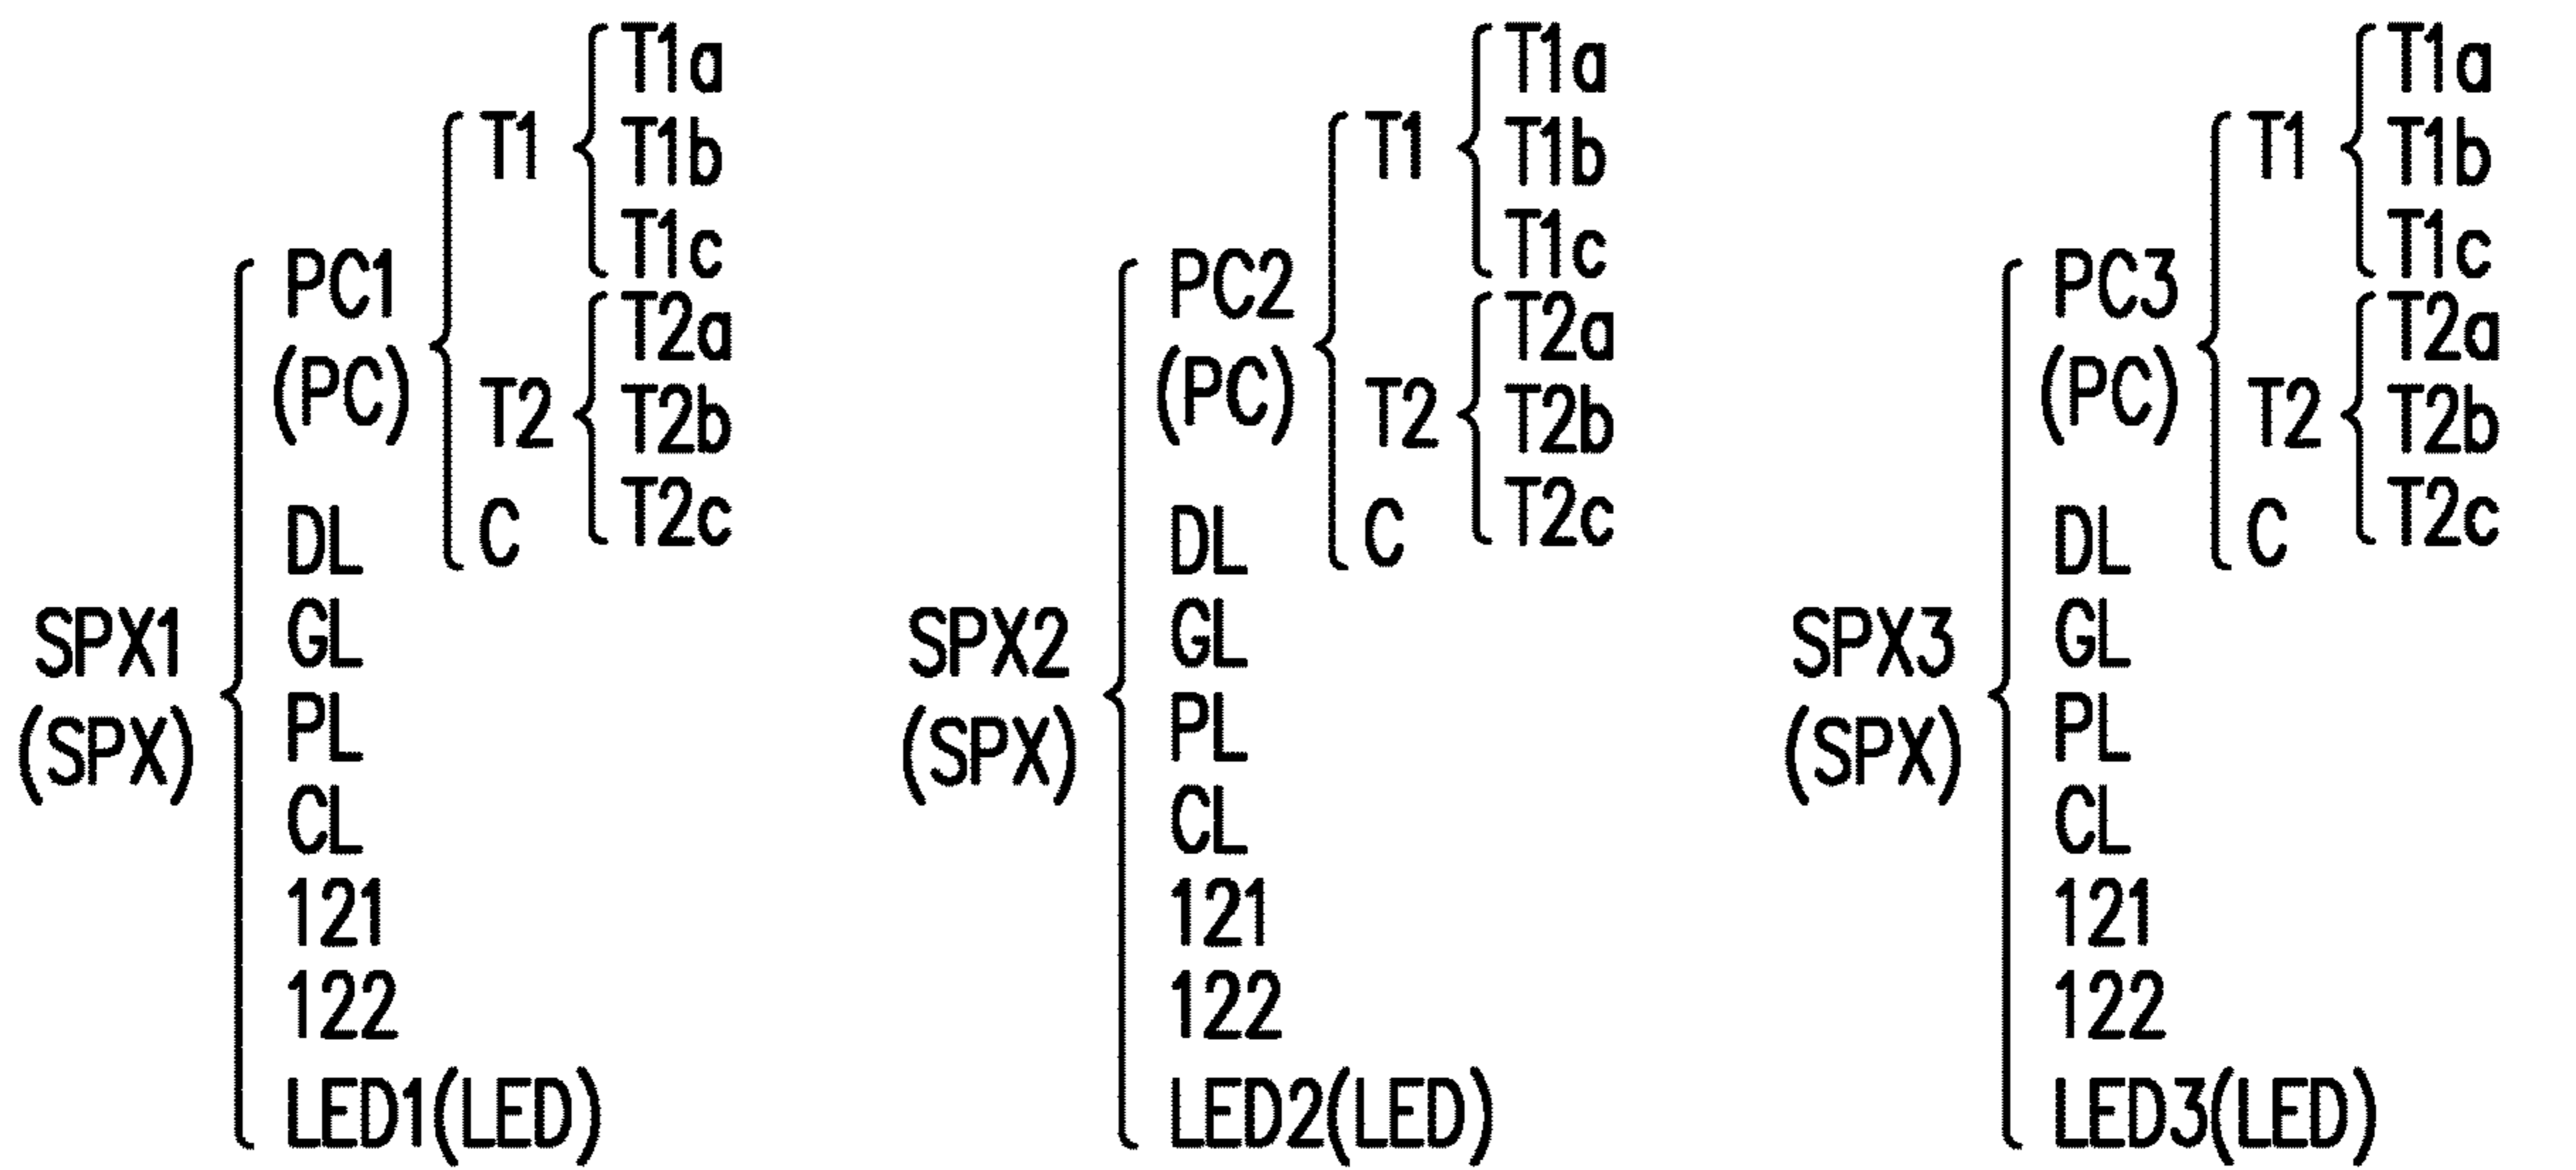 T1a
T1b
T1c
T1
T2a
T2b
T2c
T2
C
PC1
(PC)
DL
GL
PL
CL
121
122
LED1(LED)
SPX1
(SPX)
T1a
T1b
T1c
T1
T2a
T2b
T2c
T2
C
PC2
(PC)
DL
GL
PL
CL
121
122
LED2(LED)
SPX2
(SPX)
T1a
T1b
T1c
T1
T2a
T2b
T2c
T2
C
PC3
(PC)
DL
GL
PL
CL
121
122
LED3(LED)
SPX3
(SPX)